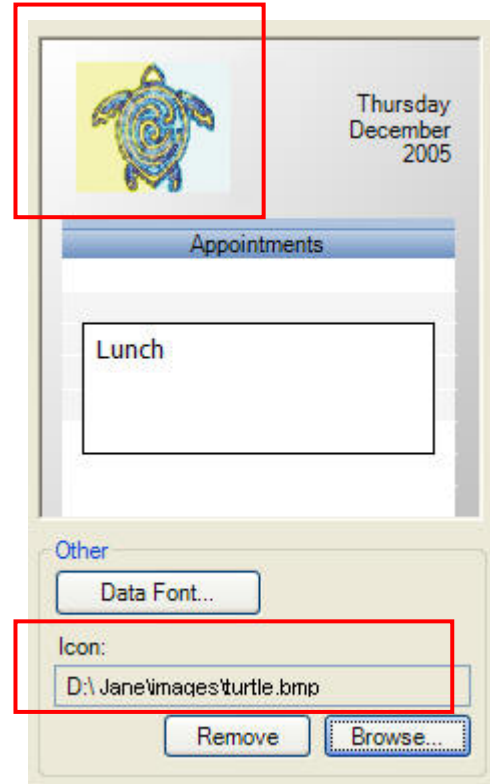 Thursday
December
2005
Appointments
Lunch
Other
Data Font...
Icon:
D:\ Jane\images\turtle.bmp
Remove
Browse...